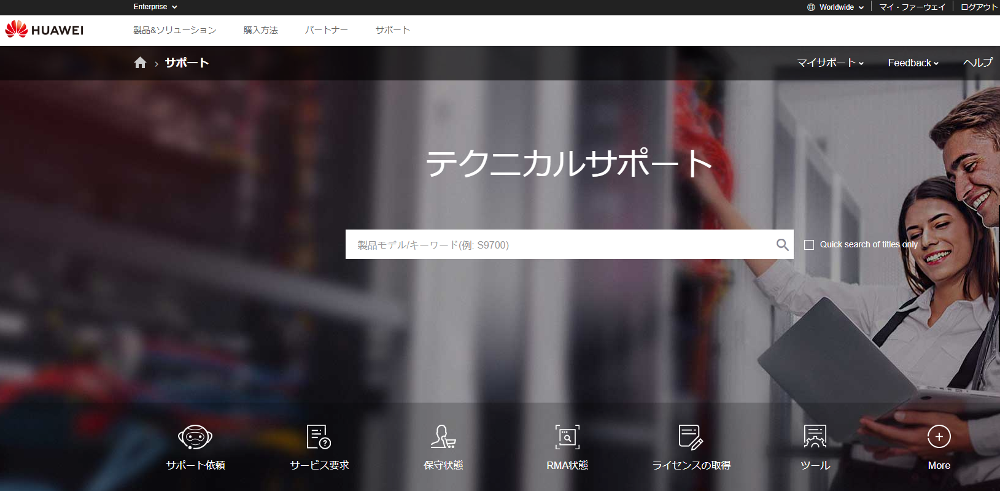 Enterprise
Worldwide
マイ・ファーウェイ
ログアウト
HUAWEI
製品&ソリューション
購入方法
パートナー
サポート
サポート
マイサポート
Feedback
ヘルプ
テクニカルサポート
製品モデル/キーワード(例: S9700)
Quick search of titles only
サポート依頼
サービス要求
保守状態
RMA状態
ライセンスの取得
ツール
More